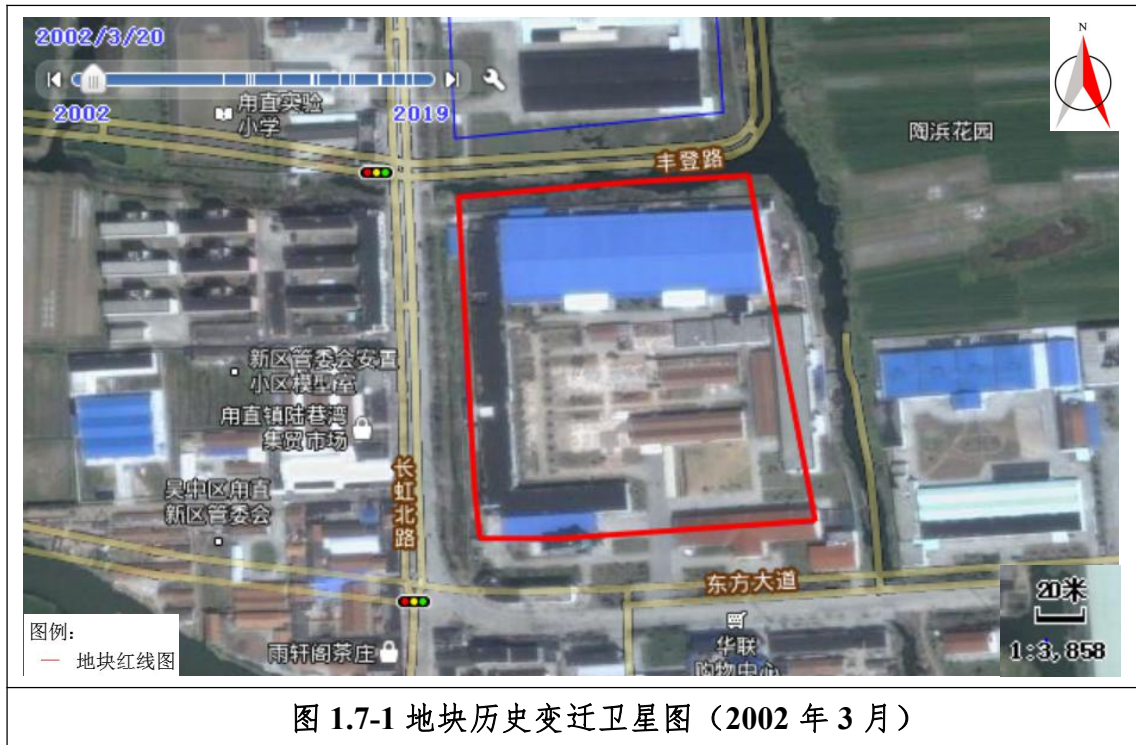 2002/3/20
N
2002
2019
甪直实验
小学
陶浜花园
丰登路
新区管委会安置
小区模型室
甪直镇陆巷湾
集贸市场
长虹北路
吴中区甪直
新区管委会
东方大道
20米
1:3,858
华联
购物中心
雨轩阁茶庄
图例：
地块红线图
图 1.7-1 地块历史变迁卫星图（2002 年 3 月）